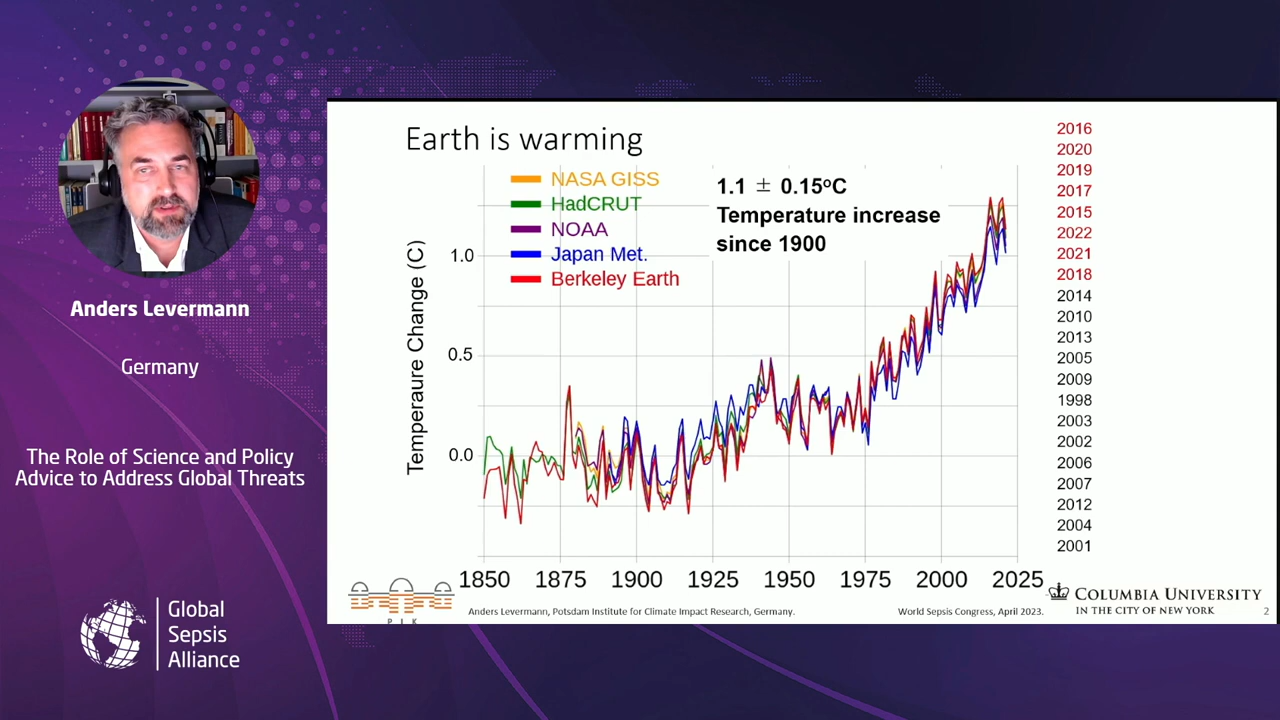 Anders Levermann
Germany
The Role of Science and Policy
Advice to Address Global Threats
Global
Sepsis
Alliance
Earth is warming
NASA GISS
HadCRUT
NOAA
Japan Met.
Berkeley Earth
1.1 ± 0.15ºC
Temperature increase
since 1900
Temperaure Change (C)
1.0
0.5
0.0
1850 1875 1900 1925 1950 1975 2000 2025
2016
2020
2019
2017
2015
2022
2021
2018
2014
2010
2013
2005
2009
1998
2003
2002
2006
2007
2012
2004
2001
P I K
Anders Levermann, Potsdam Institute for Climate Impact Research, Germany.
World Sepsis Congress, April 2023.
COLUMBIA UNIVERSITY
IN THE CITY OF NEW YORK
2